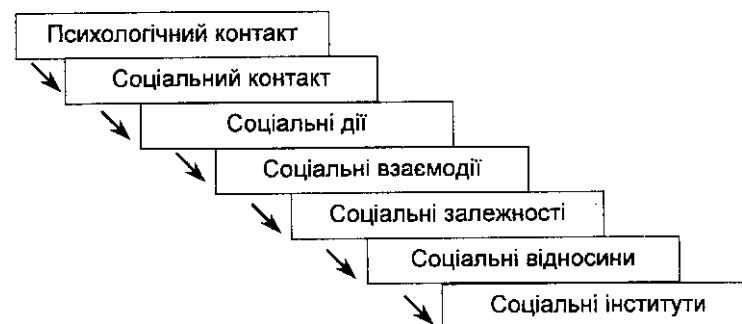 Психологічний контакт
Соціальний контакт
Соціальні дії
Соціальні взаємодії
Соціальні залежності
Соціальні відносини
Соціальні інститути